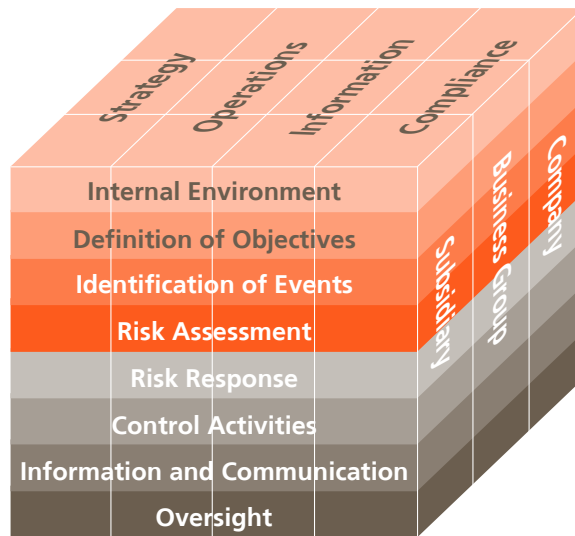 Strategy
Operations
Information
Compliance
Internal Environment
Definition of Objectives
Identification of Events
Risk Assessment
Risk Response
Control Activities
Information and Communication
Oversight
Subsidiary
Business Group
Company